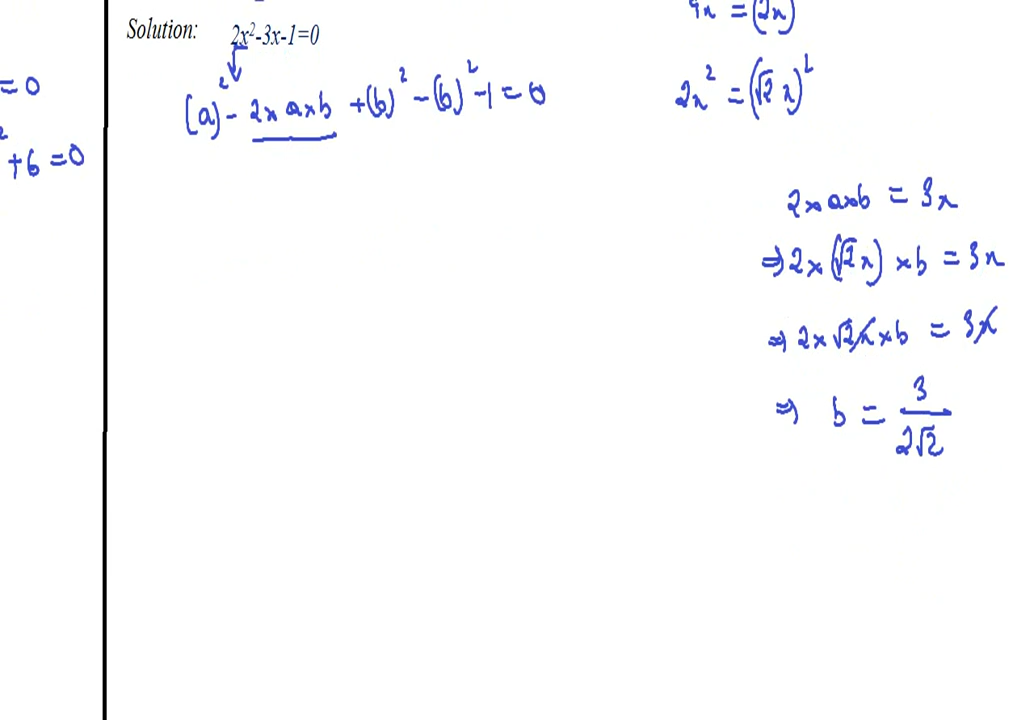 4x = (2x)
Solution: 2x²-3x-1=0
= 0
2x² = (√2 x)²
(a)² - 2 × a × b + (b)² - (b)² - 1 = 0
2
+6 = 0
2 × a × b = 3x
⇒ 2 × (√2 x) × b = 3x
⇒ 2 × √2 x × b = 3x
⇒ b = 3/2√2